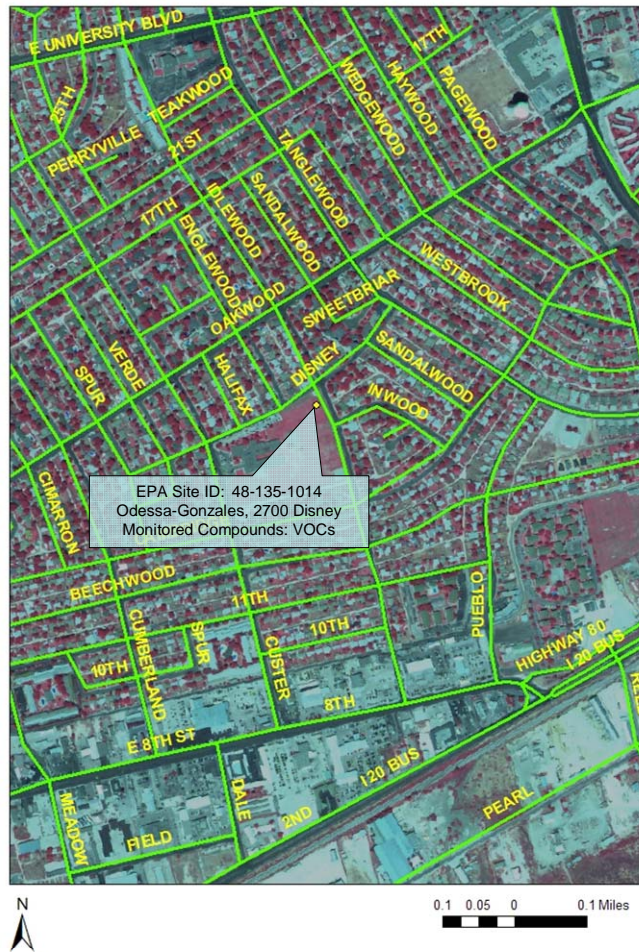 E UNIVERSITY BLVD
17TH
25TH
TEAKWOOD
WEDGEWOOD
HAYWOOD
PAGEWOOD
PERRYVILLE
21ST
TANGLEWOOD
17TH
IDLEWOOD
SANDALWOOD
ENGLEWOOD
OAKWOOD
WESTBROOK
SWEETBRIAR
VERDE
SPUR
HALIFAX
DISNEY
SANDALWOOD
INWOOD
CIMARRON
EPA Site ID: 48-135-1014
Odessa-Gonzales, 2700 Disney
Monitored Compounds: VOCs
BEECHWOOD
11TH
10TH
SPUR
CUMBERLAND
10TH
CUSTER
PUEBLO
HIGHWAY 80
I 20 BUS
8TH
E 8TH ST
I 20 BUS
DALE
2ND
PEARL
MEADOW
FIELD
N
0.1 0.05 0 0.1 Miles